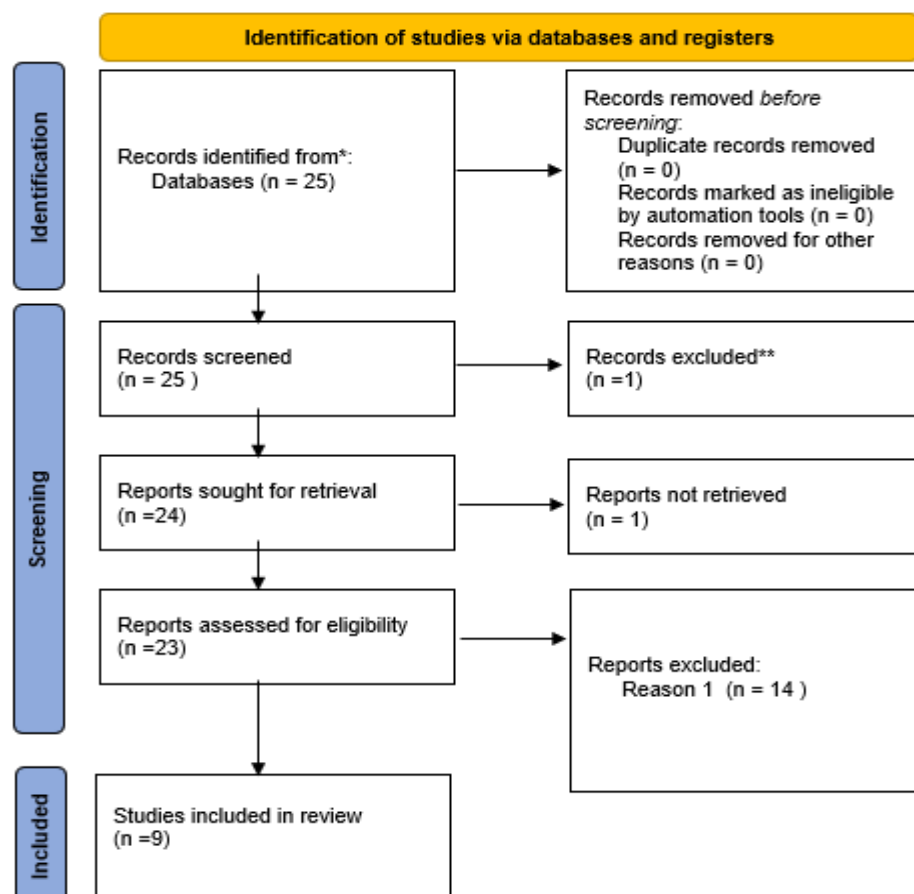 Identification of studies via databases and registers
Identification
Records identified from*:
Databases (n = 25)
Records removed before
screening:
Duplicate records removed
(n = 0)
Records marked as ineligible
by automation tools (n = 0)
Records removed for other
reasons (n = 0)
Screening
Records screened
(n = 25 )
Records excluded**
(n =1)
Reports sought for retrieval
(n =24)
Reports not retrieved
(n = 1)
Reports assessed for eligibility
(n =23)
Reports excluded:
Reason 1 (n = 14 )
Included
Studies included in review
(n =9)